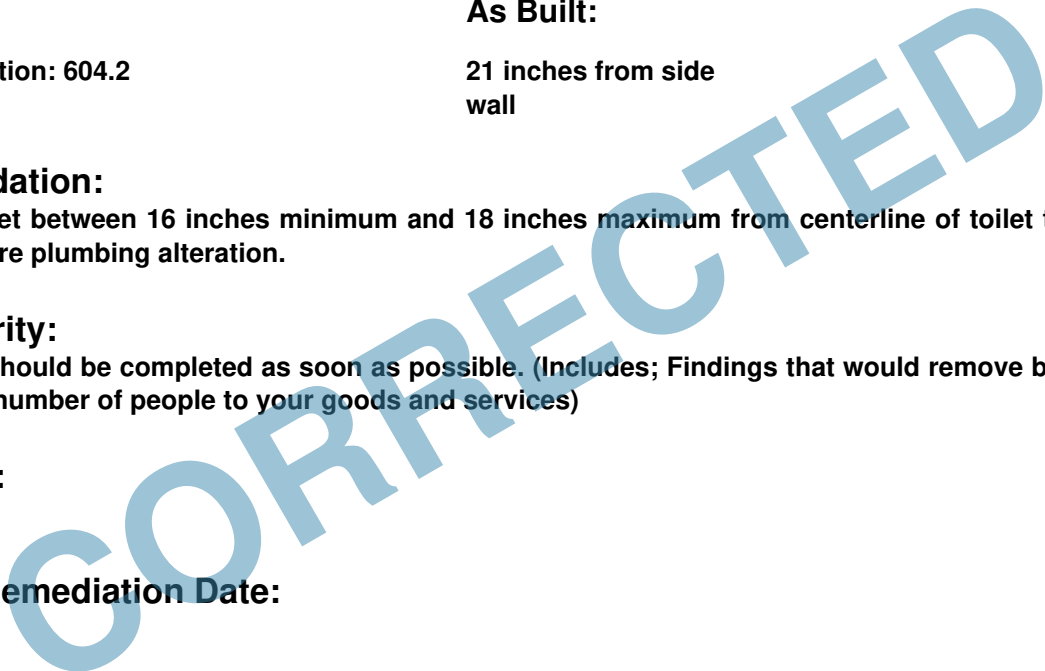 As Built:
tion: 604.2
21 inches from side
wall
dation:
et between 16 inches minimum and 18 inches maximum from centerline of toilet t
re plumbing alteration.
rity:
hould be completed as soon as possible. (Includes; Findings that would remove b
number of people to your goods and services)
:
emediation Date:
CORRECTED